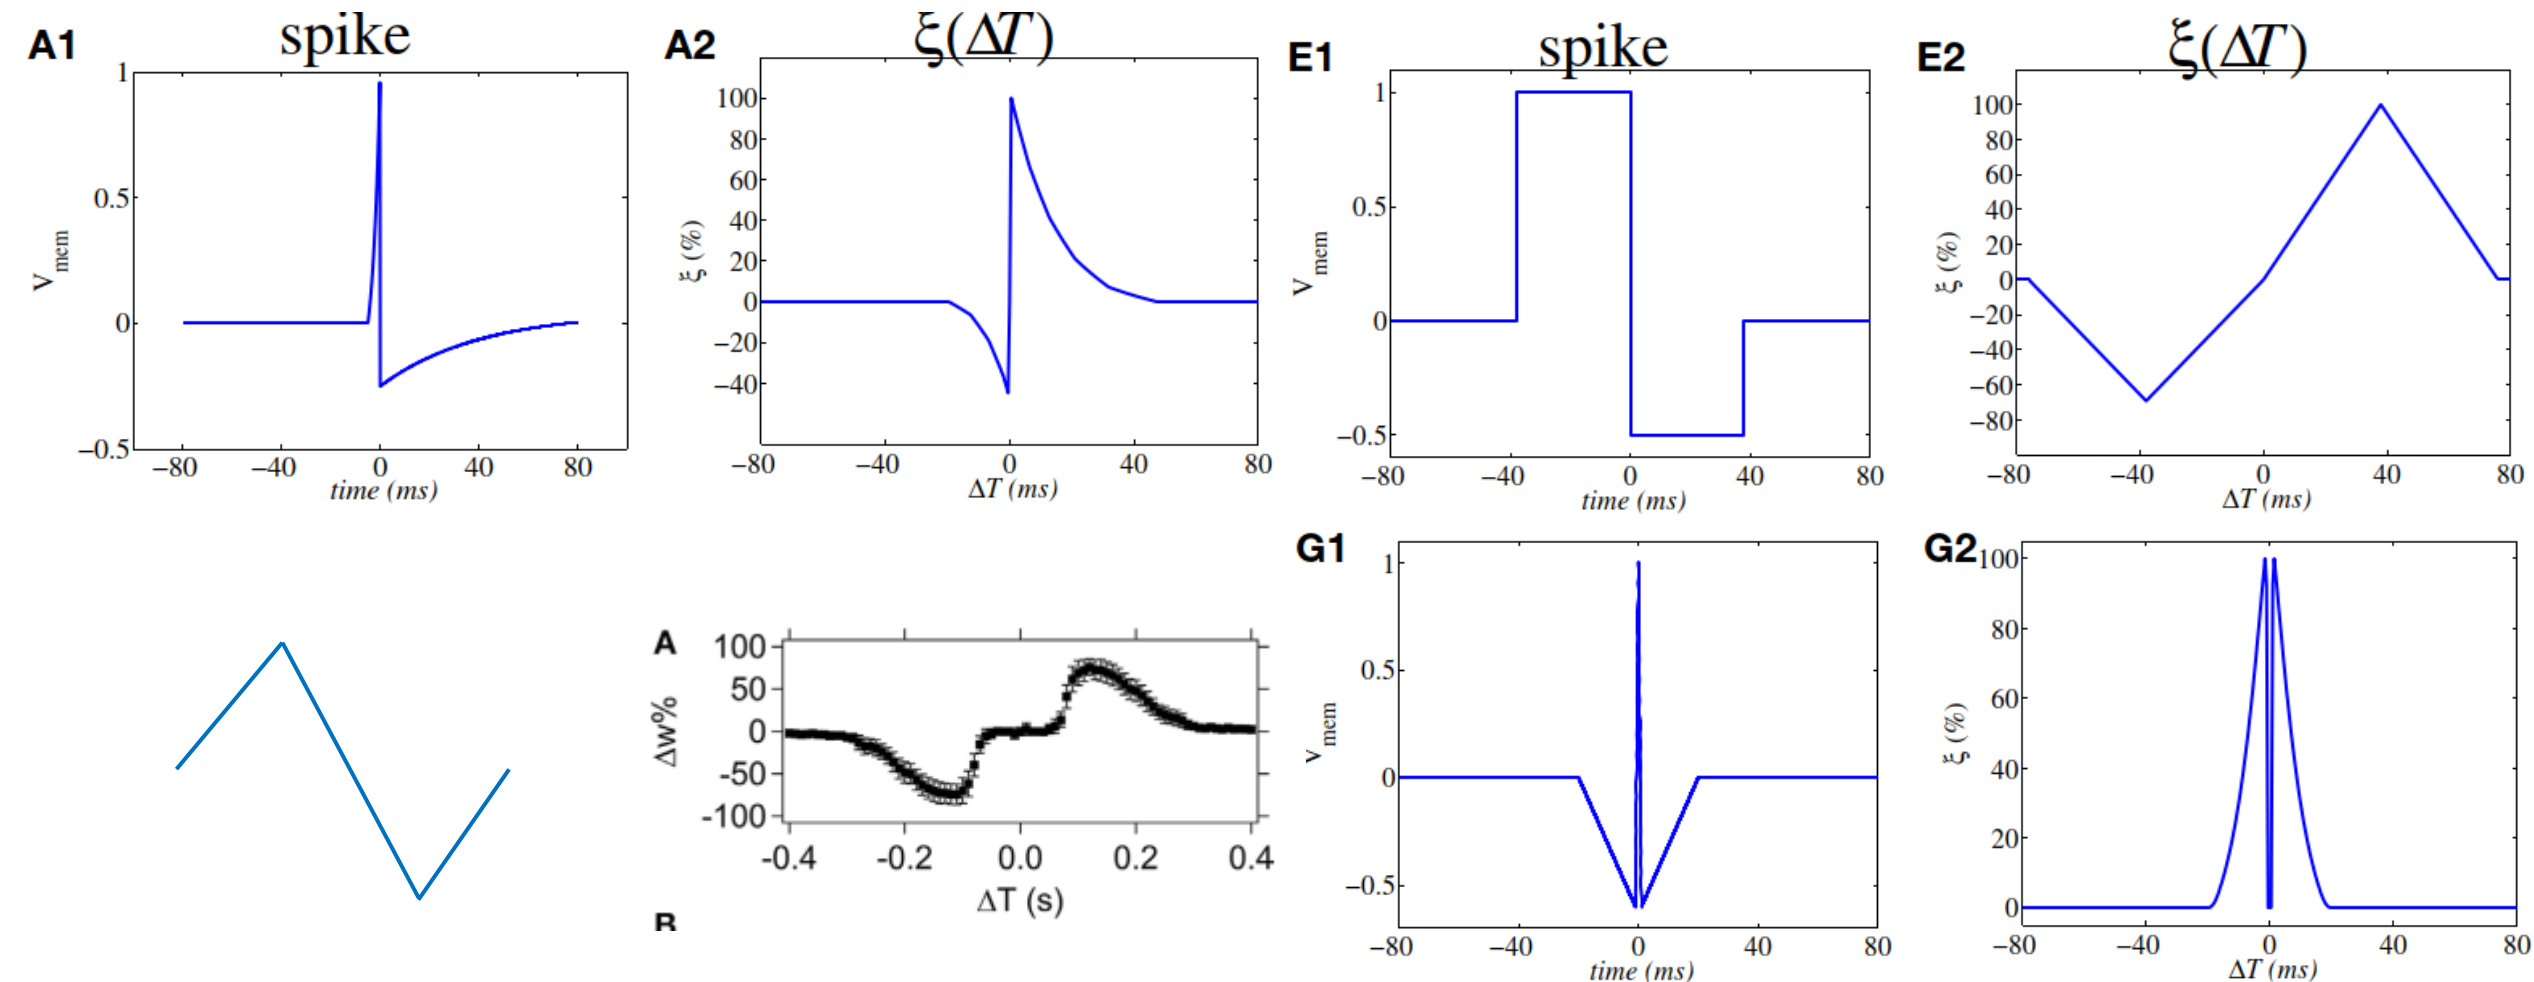 A1
spike
1
0.5
0
−0.5
V mem
−80 −40 0 40 80
time (ms)
A2
ξ(ΔT)
100
80
60
40
20
0
−20
−40
ξ (%)
−80 −40 0 40 80
ΔT (ms)
E1
spike
1
0.5
0
−0.5
V mem
−80 −40 0 40 80
time (ms)
E2
ξ(ΔT)
100
80
60
40
20
0
−20
−40
−60
−80
ξ (%)
−80 −40 0 40 80
ΔT (ms)
A
100
50
0
-50
-100
Δw%
-0.4 -0.2 0.0 0.2 0.4
ΔT (s)
G1
1
0.5
0
−0.5
V mem
−80 −40 0 40 80
time (ms)
G2
100
80
60
40
20
0
ξ (%)
−80 −40 0 40 80
ΔT (ms)